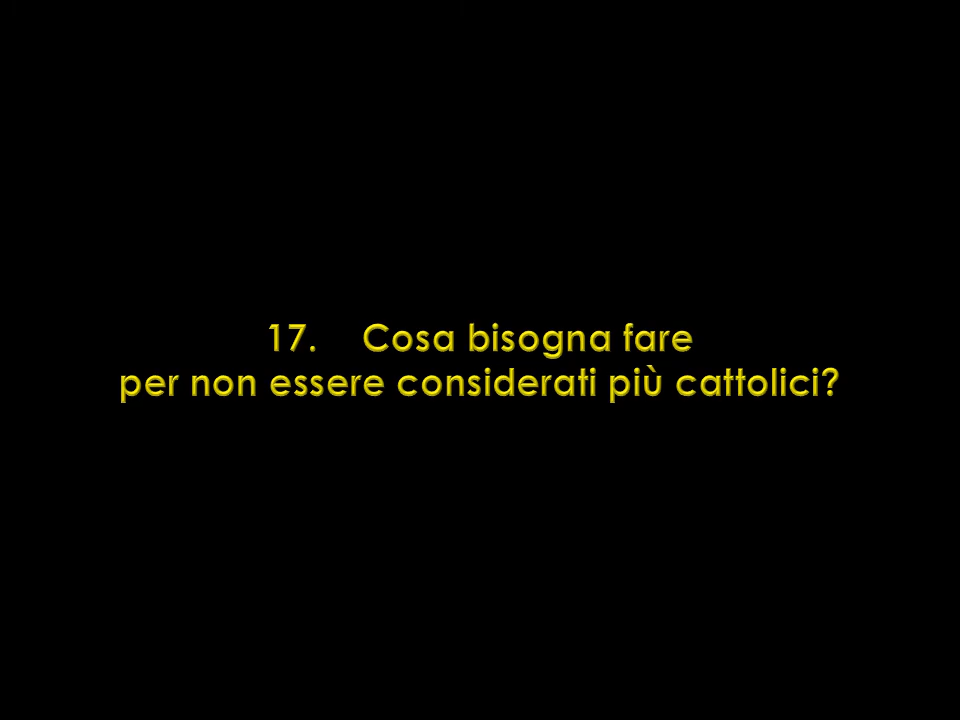 17. Cosa bisogna fare
per non essere considerati più cattolici?